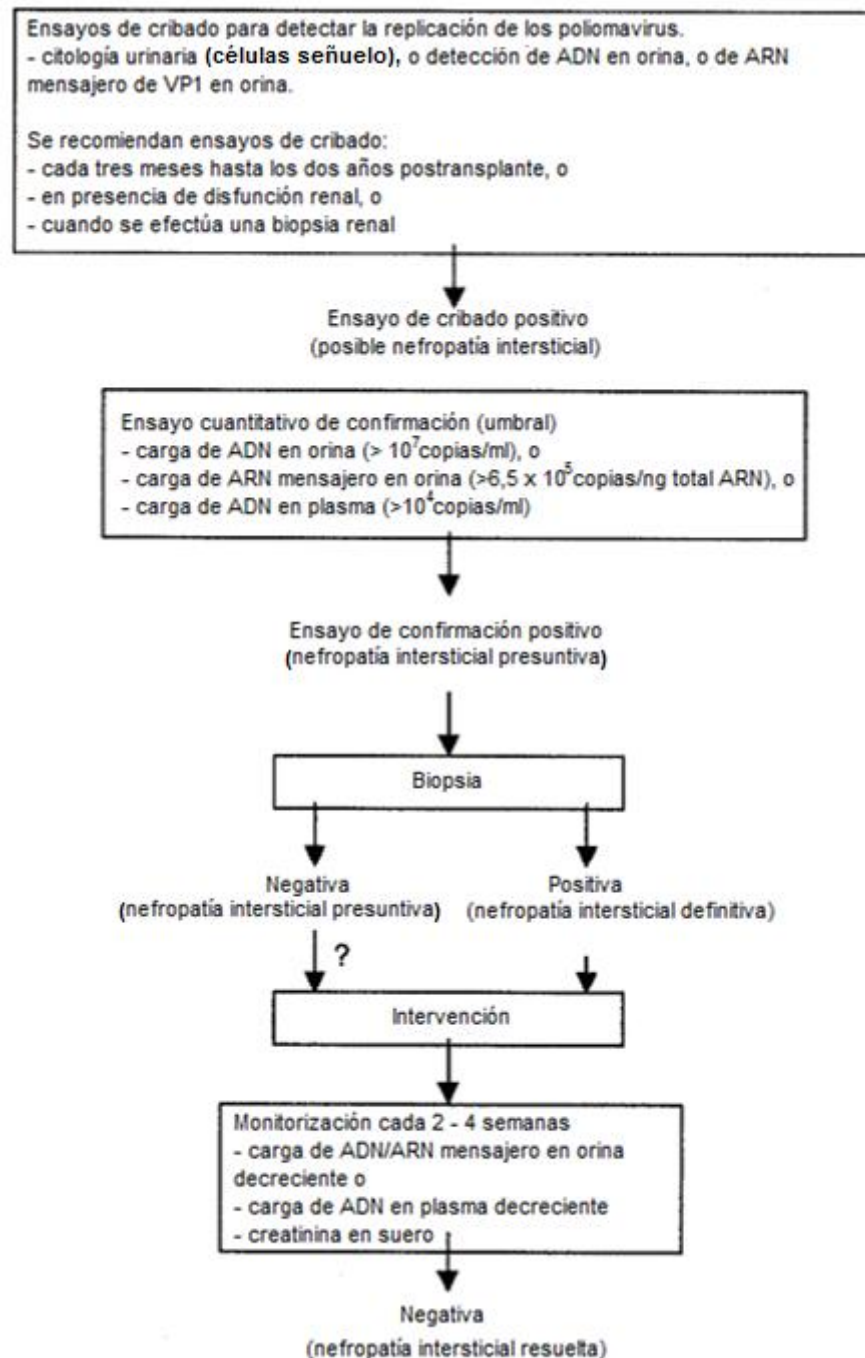 Ensayos de cribado para detectar la replicación de los poliomavirus.
- citología urinaria (células señuelo), o detección de ADN en orina, o de ARN
mensajero de VP1 en orina.
Se recomiendan ensayos de cribado:
- cada tres meses hasta los dos años postransplante, o
- en presencia de disfunción renal, o
- cuando se efectúa una biopsia renal
Ensayo de cribado positivo
(posible nefropatía intersticial)
Ensayo cuantitativo de confirmación (umbral)
- carga de ADN en orina (> 10⁷copias/ml), o
- carga de ARN mensajero en orina (>6,5 x 10⁵copias/ng total ARN), o
- carga de ADN en plasma (>10⁴copias/ml)
Ensayo de confirmación positivo
(nefropatía intersticial presuntiva)
Biopsia
Negativa
(nefropatía intersticial presuntiva)
Positiva
(nefropatía intersticial definitiva)
?
Intervención
Monitorización cada 2 - 4 semanas
- carga de ADN/ARN mensajero en orina
decreciente o
- carga de ADN en plasma decreciente
- creatinina en suero
Negativa
(nefropatía intersticial resuelta)